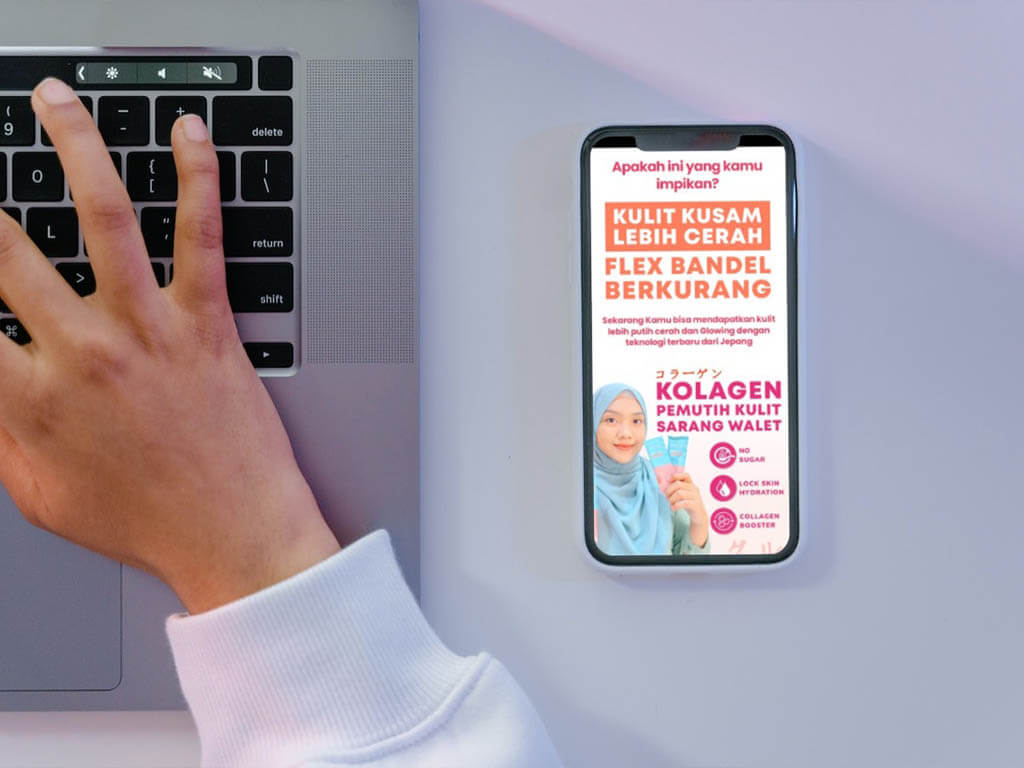 delete
return
shift
( 9
O
L
{ [
| \
>
⌘
Apakah ini yang kamu
impikan?
KULIT KUSAM
LEBIH CERAH
FLEX BANDEL
BERKURANG
Sekarang Kamu bisa mendapatkan kulit
lebih putih cerah dan Glowing dengan
teknologi terbaru dari Jepang
コラーゲン
KOLAGEN
PEMUTIH KULIT
SARANG WALET
NO
SUGAR
LOCK SKIN
HYDRATION
COLLAGEN
BOOSTER